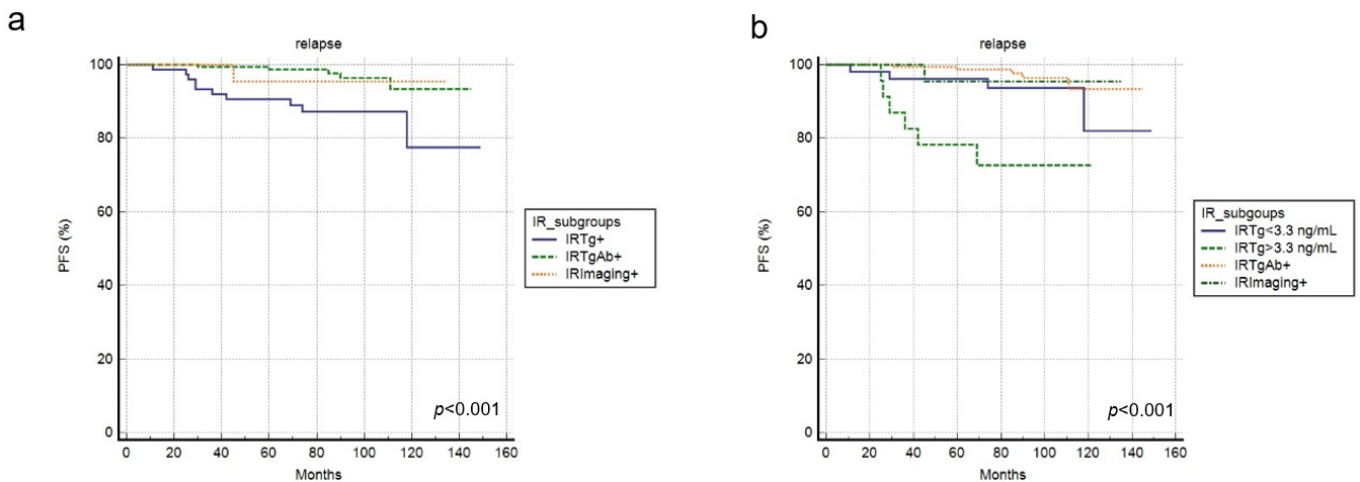 a
relapse
100
80
60
40
20
0
PFS (%)
0 20 40 60 80 100 120 140 160
Months
p<0.001
IR_subgroups
IRTg+
IRTgAb+
IRImaging+
b
relapse
100
80
60
40
20
0
PFS (%)
0 20 40 60 80 100 120 140 160
Months
p<0.001
IR_subgoups
IRTg<3.3 ng/mL
IRTg>3.3 ng/mL
IRTgAb+
IRImaging+